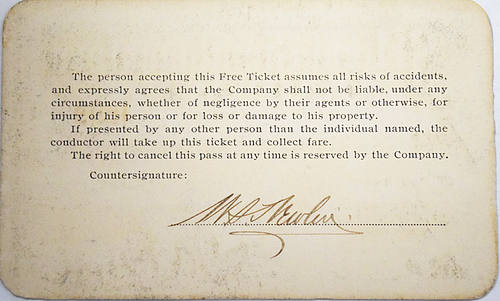 The person accepting this Free Ticket assumes all risks of accidents,
and expressly agrees that the Company shall not be liable, under any
circumstances, whether of negligence by their agents or otherwise, for
injury of his person or for loss or damage to his property.
If presented by any other person than the individual named, the
conductor will take up this ticket and collect fare.
The right to cancel this pass at any time is reserved by the Company.
Countersignature: